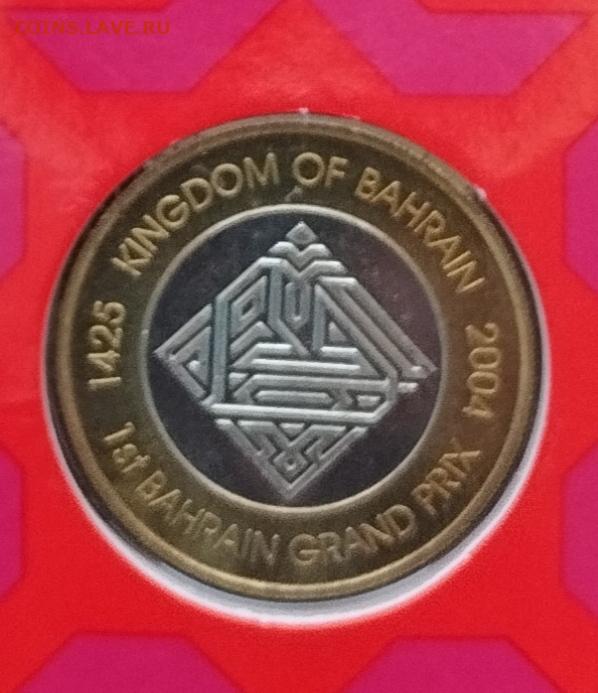 COINS.LAVE.RU
KINGDOM OF BAHRAIN
1425
2004
1st BAHRAIN GRAND PRIX